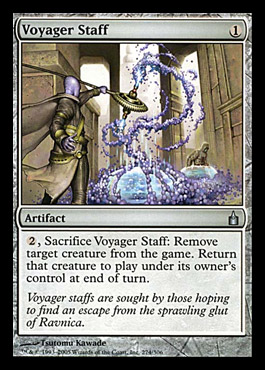 Voyager Staff 1
Artifact
2, Sacrifice Voyager Staff: Remove
target creature from the game. Return
that creature to play under its owner's
control at end of turn.
Voyager staffs are sought by those hoping
to find an escape from the sprawling glut
of Ravnica.
Tsutomu Kawade
™ & © 1993–2005 Wizards of the Coast, Inc. 274/306